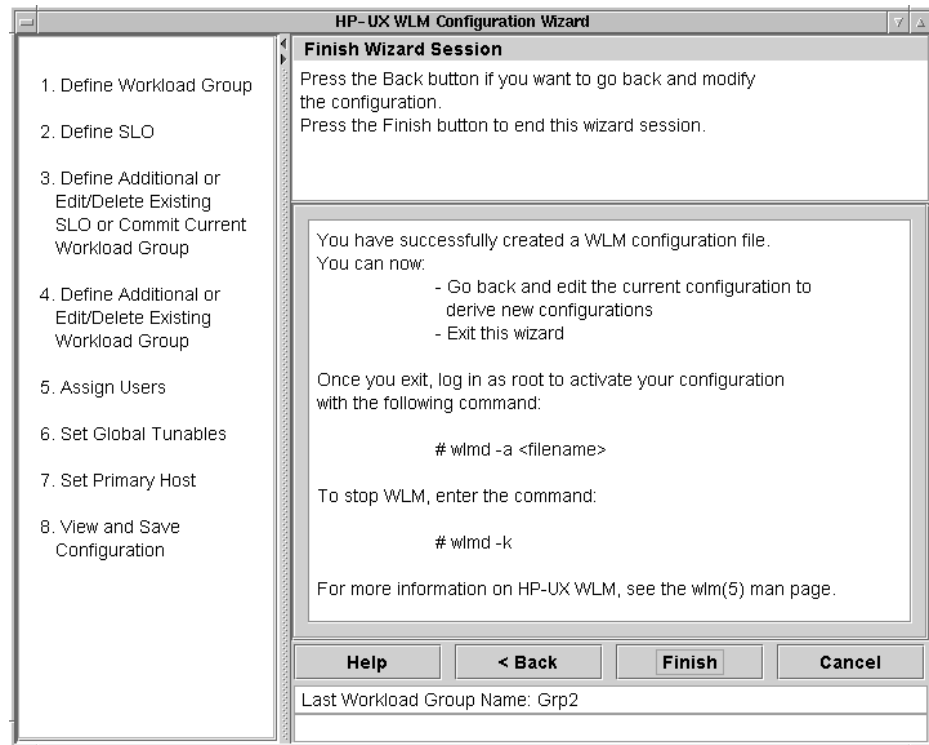 HP-UX WLM Configuration Wizard
1. Define Workload Group
2. Define SLO
3. Define Additional or
Edit/Delete Existing
SLO or Commit Current
Workload Group
4. Define Additional or
Edit/Delete Existing
Workload Group
5. Assign Users
6. Set Global Tunables
7. Set Primary Host
8. View and Save
Configuration
Finish Wizard Session
Press the Back button if you want to go back and modify
the configuration.
Press the Finish button to end this wizard session.
You have successfully created a WLM configuration file.
You can now:
- Go back and edit the current configuration to
derive new configurations
- Exit this wizard
Once you exit, log in as root to activate your configuration
with the following command:
# wlmd -a <filename>
To stop WLM, enter the command:
# wlmd -k
For more information on HP-UX WLM, see the wlm(5) man page.
Help
< Back
Finish
Cancel
Last Workload Group Name: Grp2